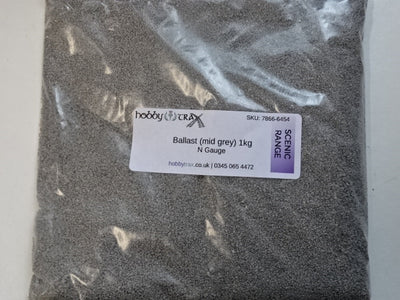 hobby TRAX
SKU: 7866-6454
Ballast (mid grey) 1kg
N Gauge
hobbytrax.co.uk | 0345 065 4472
SCENIC
RANGE